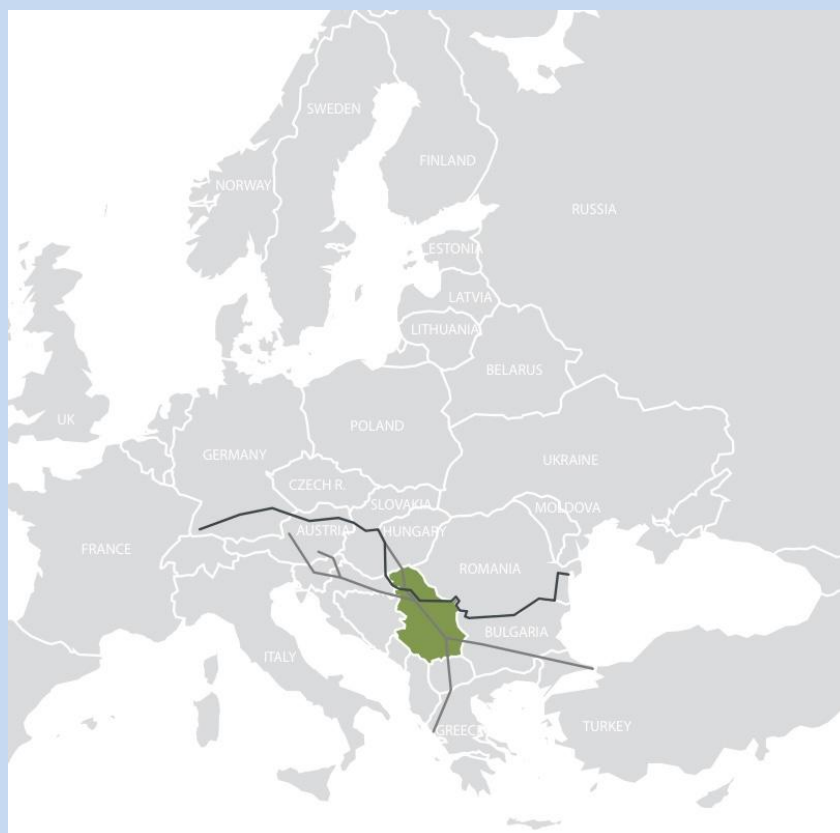 SWEDEN
FINLAND
NORWAY
RUSSIA
ESTONIA
LATVIA
LITHUANIA
BELARUS
UK
POLAND
GERMANY
UKRAINE
CZECH R.
SLOVAKIA
MOLDOVA
AUSTRIA
HUNGARY
FRANCE
ROMANIA
BULGARIA
ITALY
GREECE
TURKEY